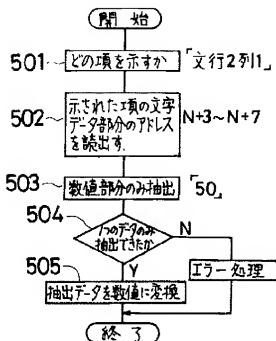 開始
501 どの項を示すか 「文行2列1」
502 示された項の文字
データ部分のアドレス
を読出す. N+3~N+7
503 数値部分のみ抽出 「50」
504 1つのデータのみ
抽出できたか N
Y エラー処理
505 抽出データを数値に変換
終了